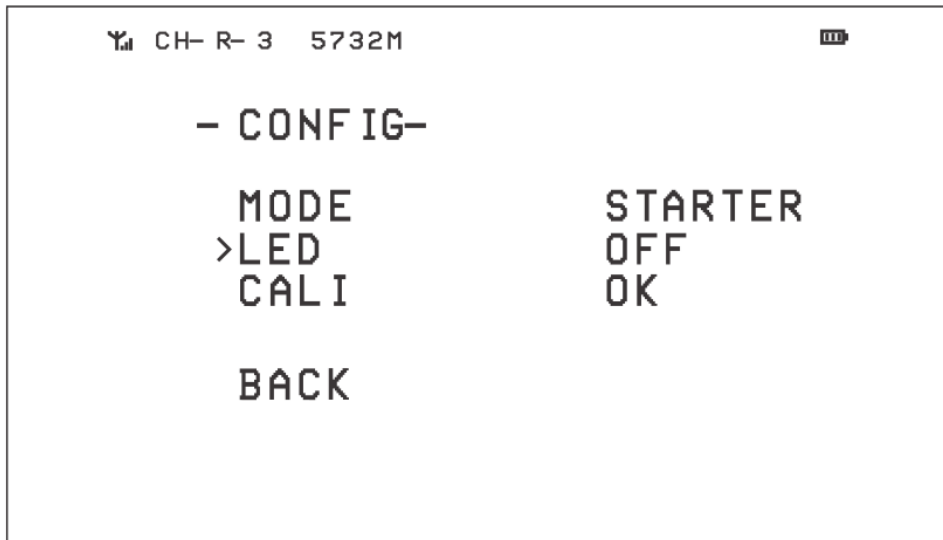 CH- R- 3 5732M
- CONFIG-
MODE STARTER
>LED OFF
CALI OK
BACK